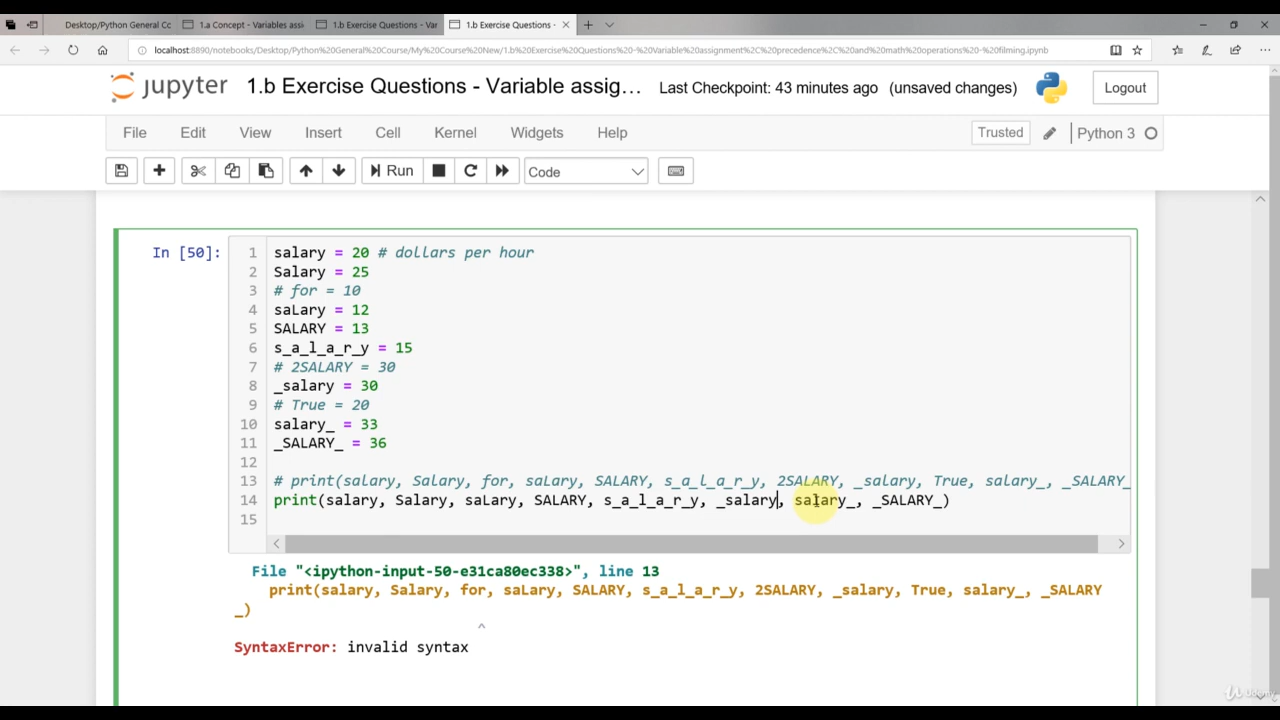 Desktop/Python General Cc
1.a Concept - Variables assi
1.b Exercise Questions - Var
1.b Exercise Questions -
localhost:8890/notebooks/Desktop/Python%20General%20Course/My%20Course%20New/1.b%20Exercise%20Questions%20-%20Variable%20assignment%2C%20precedence%2C%20and%20math%20operations%20-%20filming.ipynb
jupyter 1.b Exercise Questions - Variable assig... Last Checkpoint: 43 minutes ago (unsaved changes) Logout
File Edit View Insert Cell Kernel Widgets Help Trusted Python 3
Run Code
In [50]:
1 salary = 20 # dollars per hour
2 Salary = 25
3 # for = 10
4 saLary = 12
5 SALARY = 13
6 s_a_l_a_r_y = 15
7 # 2SALARY = 30
8 _salary = 30
9 # True = 20
10 salary_ = 33
11 _SALARY_ = 36
12
13 # print(salary, Salary, for, saLary, SALARY, s_a_l_a_r_y, 2SALARY, _salary, True, salary_, _SALARY_
14 print(salary, Salary, saLary, SALARY, s_a_l_a_r_y, _salary, salary_, _SALARY_)
15
File "<ipython-input-50-e31ca80ec338>", line 13
print(salary, Salary, for, saLary, SALARY, s_a_l_a_r_y, 2SALARY, _salary, True, salary_, _SALARY
_)
^
SyntaxError: invalid syntax
Udemy